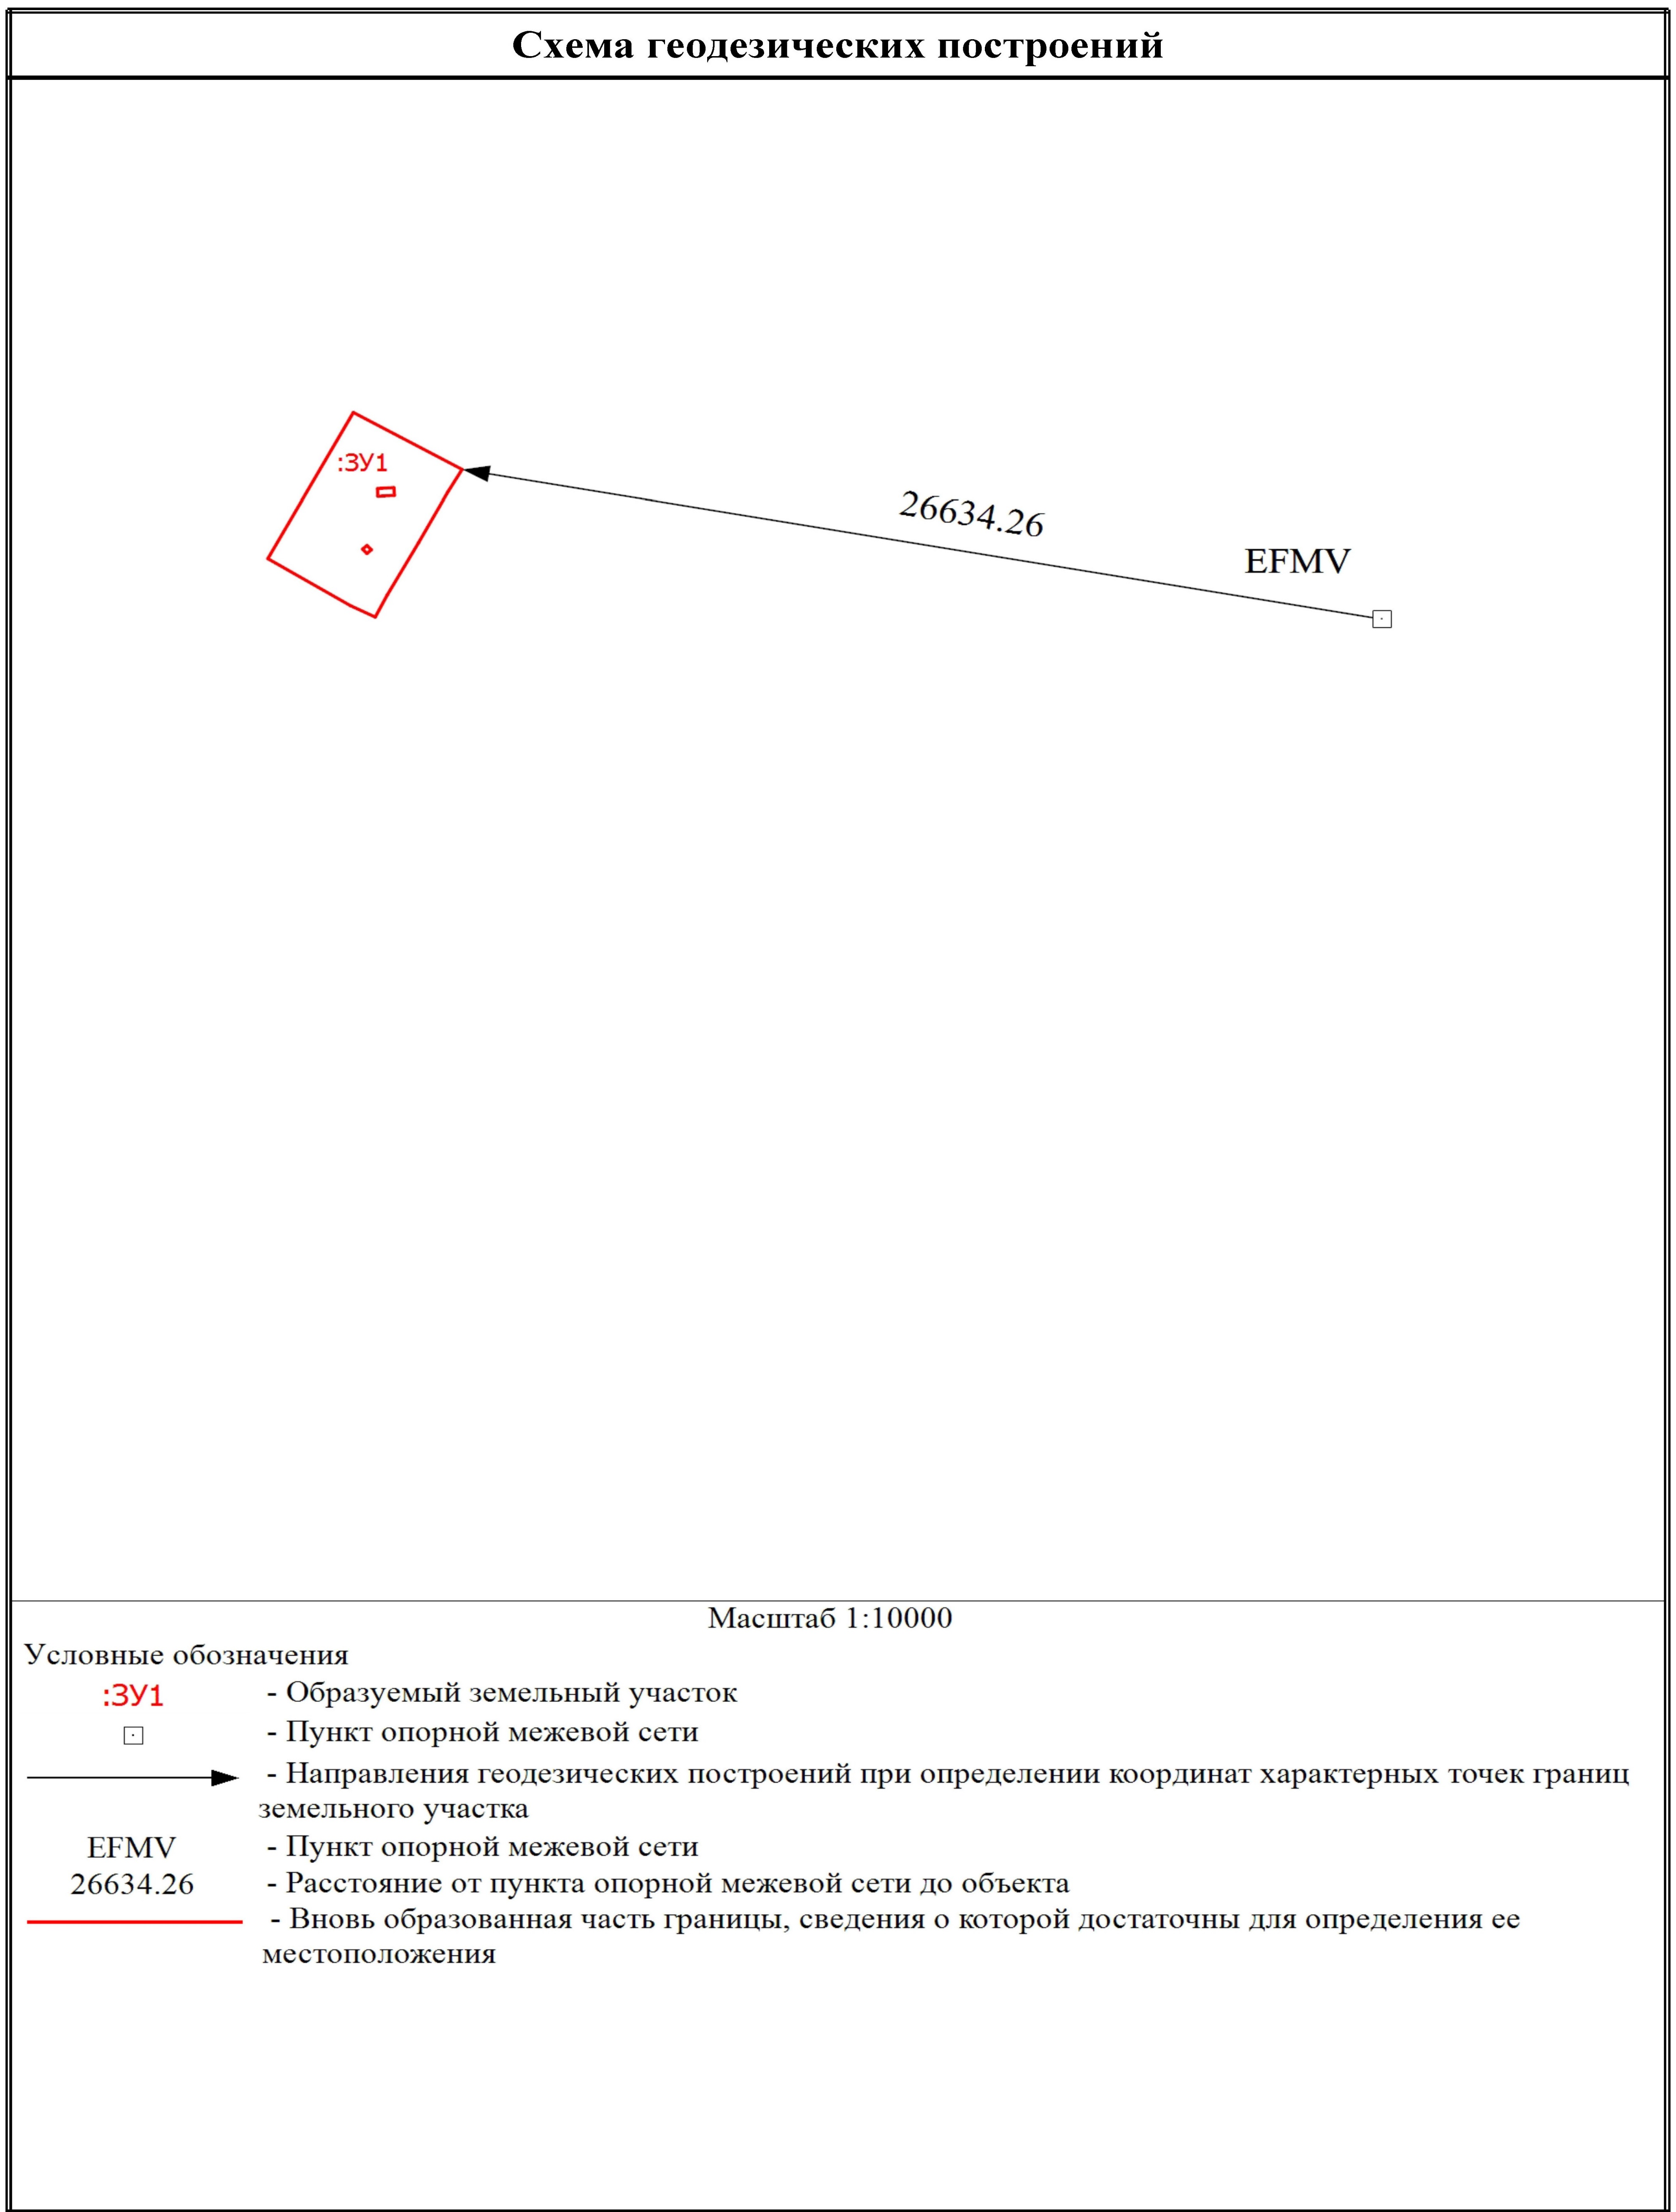 Схема геодезических построений
:ЗУ1
26634.26
EFMV
Масштаб 1:10000
Условные обозначения
:ЗУ1 - Образуемый земельный участок
- Пункт опорной межевой сети
- Направления геодезических построений при определении координат характерных точек границ
земельного участка
EFMV - Пункт опорной межевой сети
26634.26 - Расстояние от пункта опорной межевой сети до объекта
- Вновь образованная часть границы, сведения о которой достаточны для определения ее
местоположения